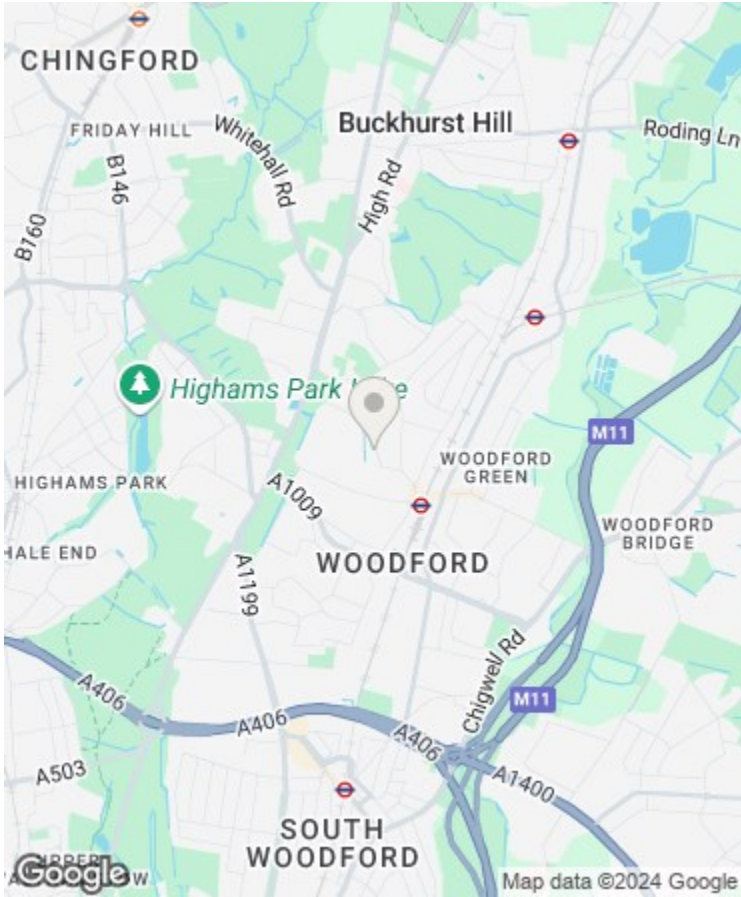 CHINGFORD
FRIDAY HILL
Whitehall Rd
Buckhurst Hill
Roding Ln
B146
High Rd
B160
Highams Park
M11
WOODFORD
GREEN
HIGHAMS PARK
A1009
WOODFORD
BRIDGE
HALE END
WOODFORD
A1199
Chigwell Rd
A406
M11
A406
A406
A503
A1400
SOUTH
WOODFORD
Google
Map data ©2024 Google